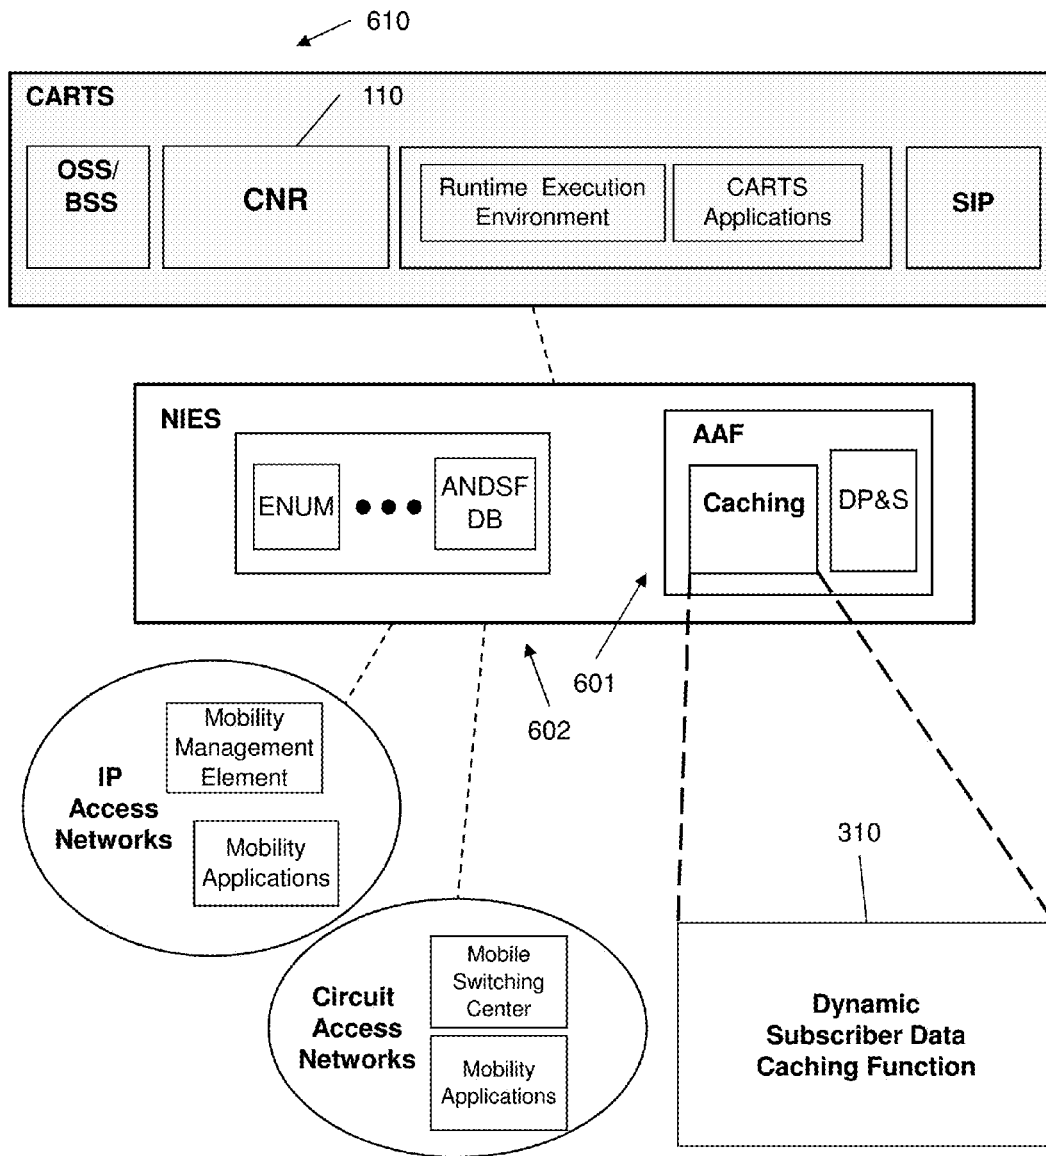 610
CARTS
110
OSS/
BSS
CNR
Runtime Execution
Environment
CARTS
Applications
SIP
NIES
ENUM
ANDSF
DB
AAF
Caching
DP&S
601
602
IP
Access
Networks
Mobility
Management
Element
Mobility
Applications
310
Circuit
Access
Networks
Mobile
Switching
Center
Mobility
Applications
Dynamic
Subscriber Data
Caching Function